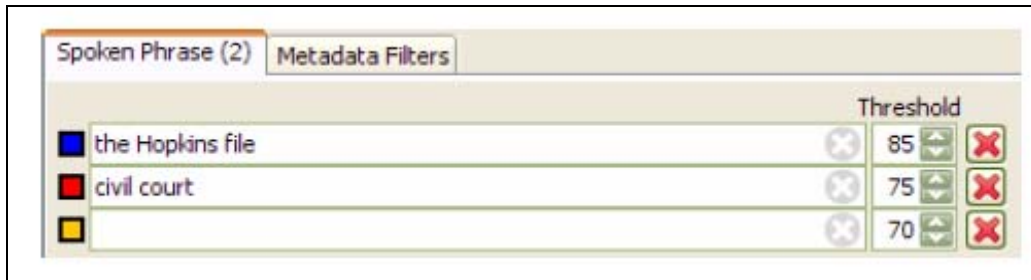 Spoken Phrase (2) Metadata Filters
Threshold
the Hopkins file 85
civil court 75
70